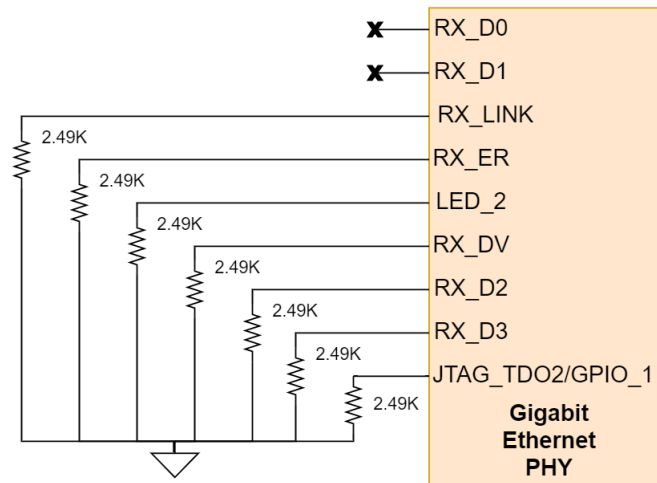 RX_D0
RX_D1
RX_LINK
2.49K
RX_ER
2.49K
LED_2
2.49K
RX_DV
2.49K
RX_D2
2.49K
RX_D3
2.49K
JTAG_TDO2/GPIO_1
2.49K
Gigabit
Ethernet
PHY